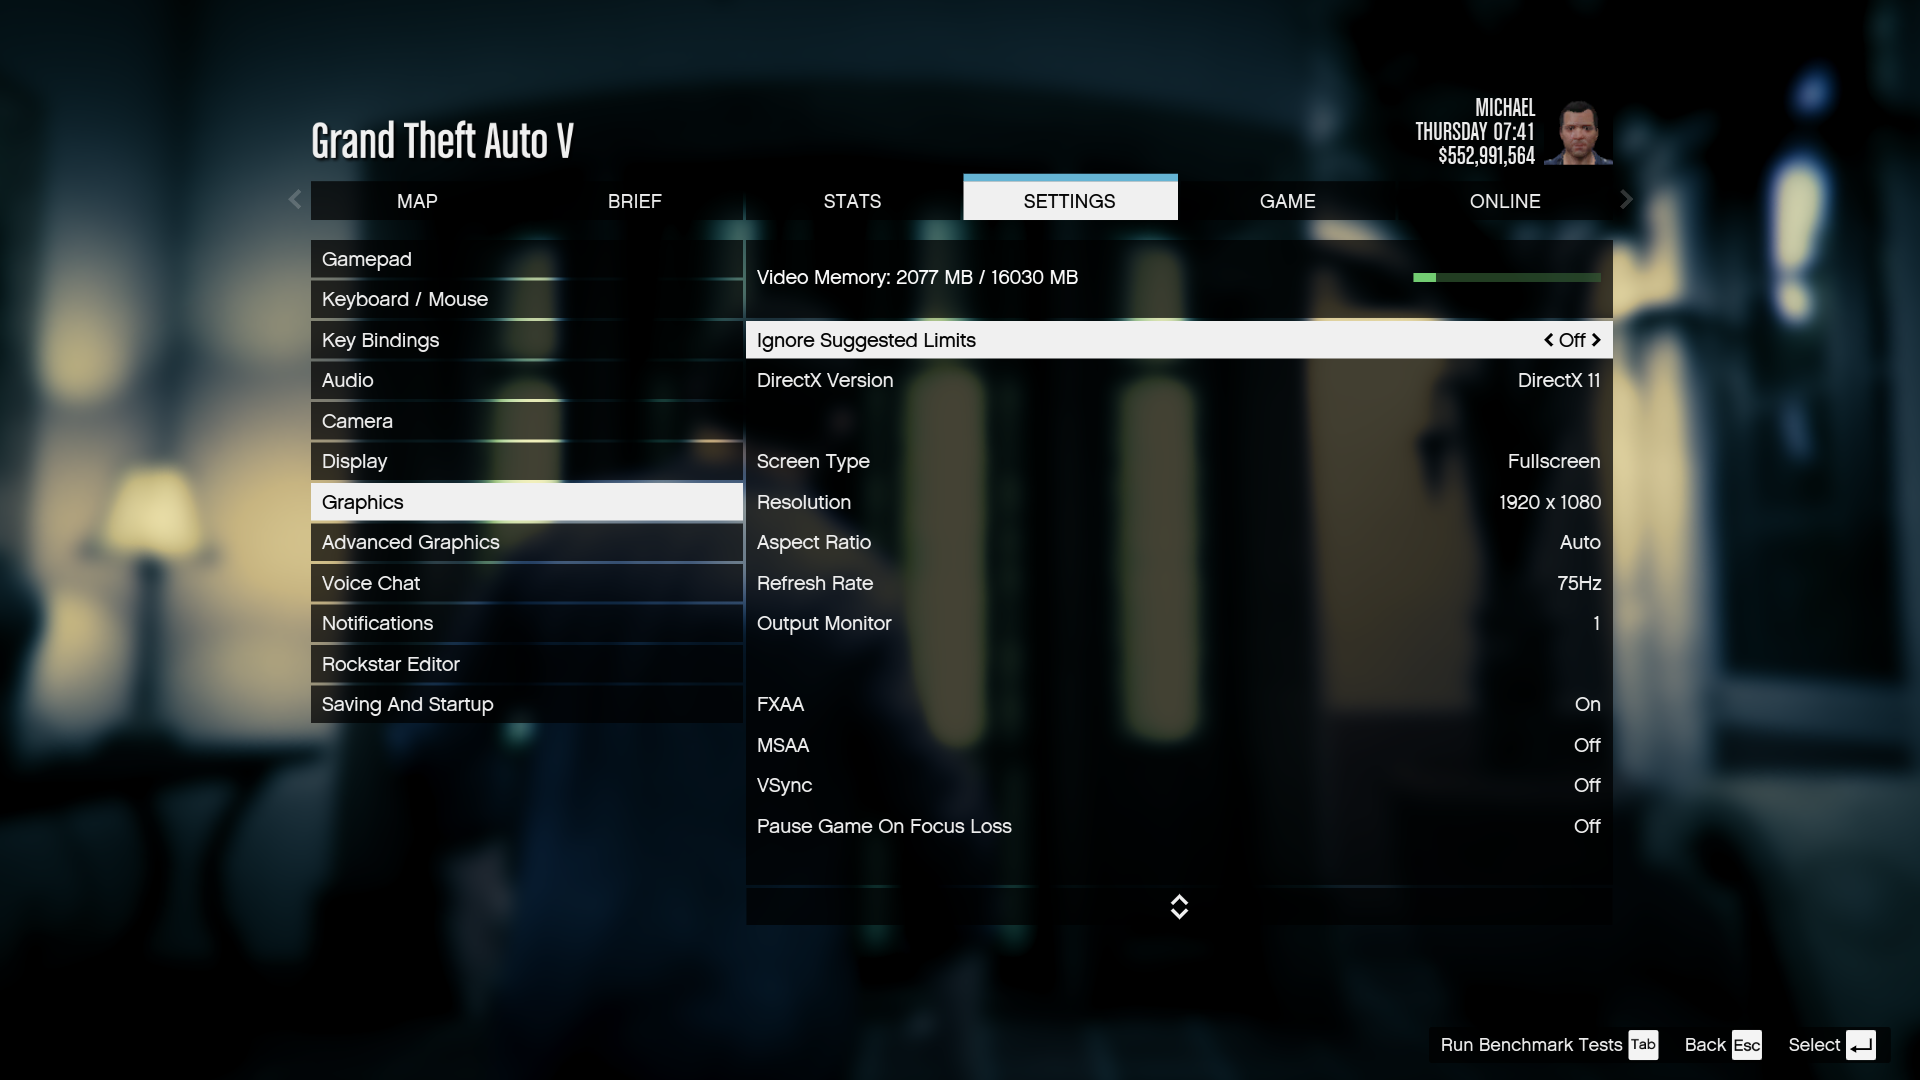 Grand Theft Auto V
MICHAEL
THURSDAY 07:41
$552,991,564
MAP BRIEF STATS SETTINGS GAME ONLINE
Gamepad
Keyboard / Mouse
Key Bindings
Audio
Camera
Display
Graphics
Advanced Graphics
Voice Chat
Notifications
Rockstar Editor
Saving And Startup
Video Memory: 2077 MB / 16030 MB
Ignore Suggested Limits Off
DirectX Version DirectX 11
Screen Type Fullscreen
Resolution 1920 x 1080
Aspect Ratio Auto
Refresh Rate 75Hz
Output Monitor 1
FXAA On
MSAA Off
VSync Off
Pause Game On Focus Loss Off
Run Benchmark Tests Tab Back Esc Select